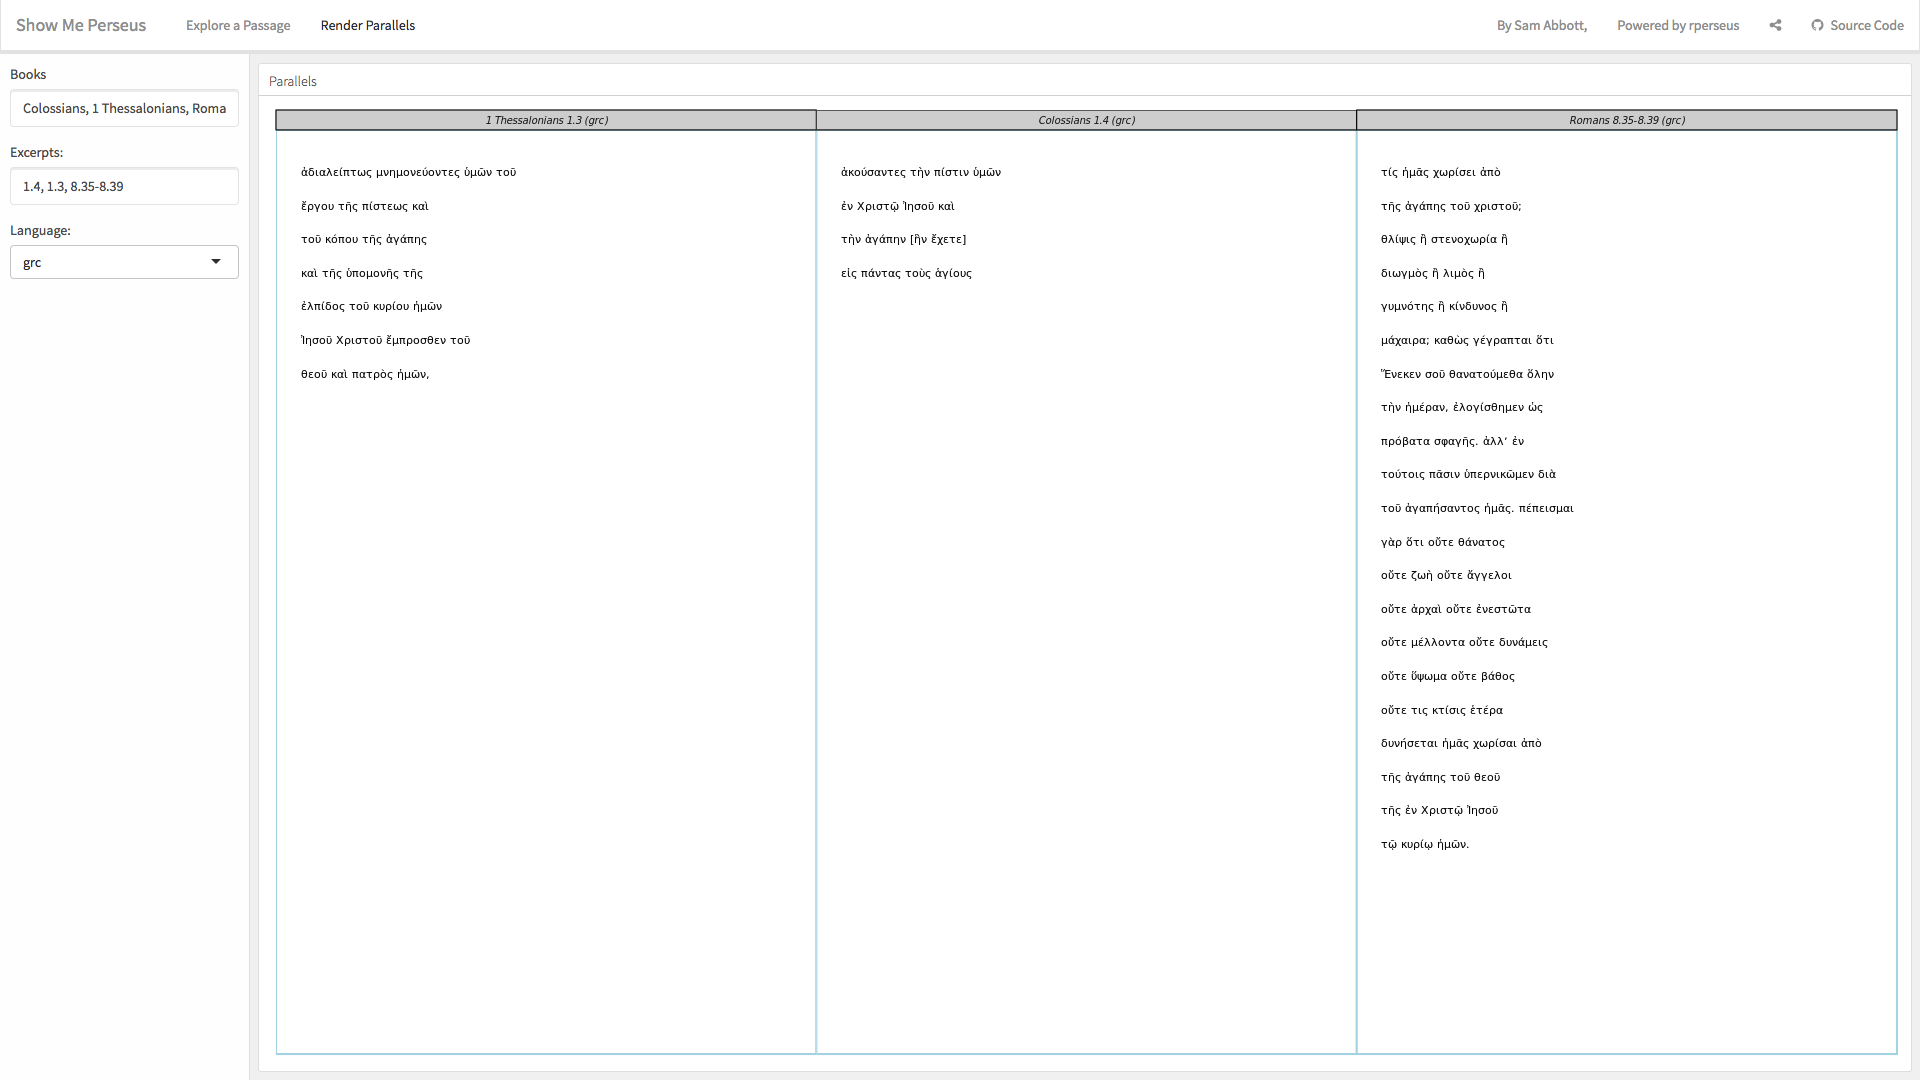 Show Me Perseus
Explore a Passage
Render Parallels
By Sam Abbott,
Powered by rperseus
Source Code
Books
Colossians, 1 Thessalonians, Roma
Excerpts:
1.4, 1.3, 8.35-8.39
Language:
grc
Parallels
1 Thessalonians 1.3 (grc)
ἀδιαλείπτως μνημονεύοντες ὑμῶν τοῦ
ἔργου τῆς πίστεως καὶ
τοῦ κόπου τῆς ἀγάπης
καὶ τῆς ὑπομονῆς τῆς
ἐλπίδος τοῦ κυρίου ἡμῶν
Ἰησοῦ Χριστοῦ ἔμπροσθεν τοῦ
θεοῦ καὶ πατρὸς ἡμῶν,
Colossians 1.4 (grc)
ἀκούσαντες τὴν πίστιν ὑμῶν
ἐν Χριστῷ Ἰησοῦ καὶ
τὴν ἀγάπην [ἣν ἔχετε]
εἰς πάντας τοὺς ἁγίους
Romans 8.35-8.39 (grc)
τίς ἡμᾶς χωρίσει ἀπὸ
τῆς ἀγάπης τοῦ χριστοῦ;
θλίψις ἢ στενοχωρία ἢ
διωγμὸς ἢ λιμὸς ἢ
γυμνότης ἢ κίνδυνος ἢ
μάχαιρα; καθὼς γέγραπται ὅτι
Ἕνεκεν σοῦ θανατούμεθα ὅλην
τὴν ἡμέραν, ἐλογίσθημεν ὡς
πρόβατα σφαγῆς. ἀλλʼ ἐν
τούτοις πᾶσιν ὑπερνικῶμεν διὰ
τοῦ ἀγαπήσαντος ἡμᾶς. πέπεισμαι
γὰρ ὅτι οὔτε θάνατος
οὔτε ζωὴ οὔτε ἄγγελοι
οὔτε ἀρχαὶ οὔτε ἐνεστῶτα
οὔτε μέλλοντα οὔτε δυνάμεις
οὔτε ὕψωμα οὔτε βάθος
οὔτε τις κτίσις ἑτέρα
δυνήσεται ἡμᾶς χωρίσαι ἀπὸ
τῆς ἀγάπης τοῦ θεοῦ
τῆς ἐν Χριστῷ Ἰησοῦ
τῷ κυρίῳ ἡμῶν.